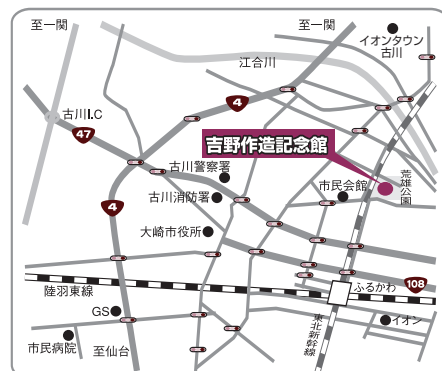 至一関
至一関
イオンタウン
古川
江合川
古川I.C
4
47
吉野作造記念館
古川警察署
荒雄公園
市民会館
古川消防署
4
大崎市役所
108
陸羽東線
ふるかわ
GS
イオン
東北新幹線
市民病院
至仙台